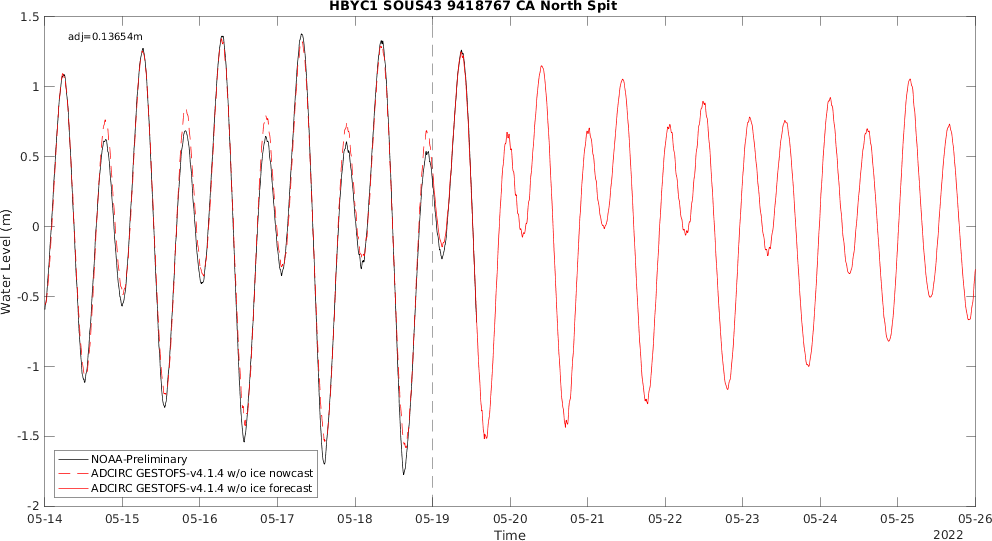 HBYC1 SOUS43 9418767 CA North Spit
adj=0.13654m
1.5
1
0.5
0
-0.5
-1
-1.5
-2
Water Level (m)
NOAA-Preliminary
ADCIRC GESTOFS-v4.1.4 w/o ice nowcast
ADCIRC GESTOFS-v4.1.4 w/o ice forecast
05-14 05-15 05-16 05-17 05-18 05-19 05-20 05-21 05-22 05-23 05-24 05-25 05-26
Time
2022